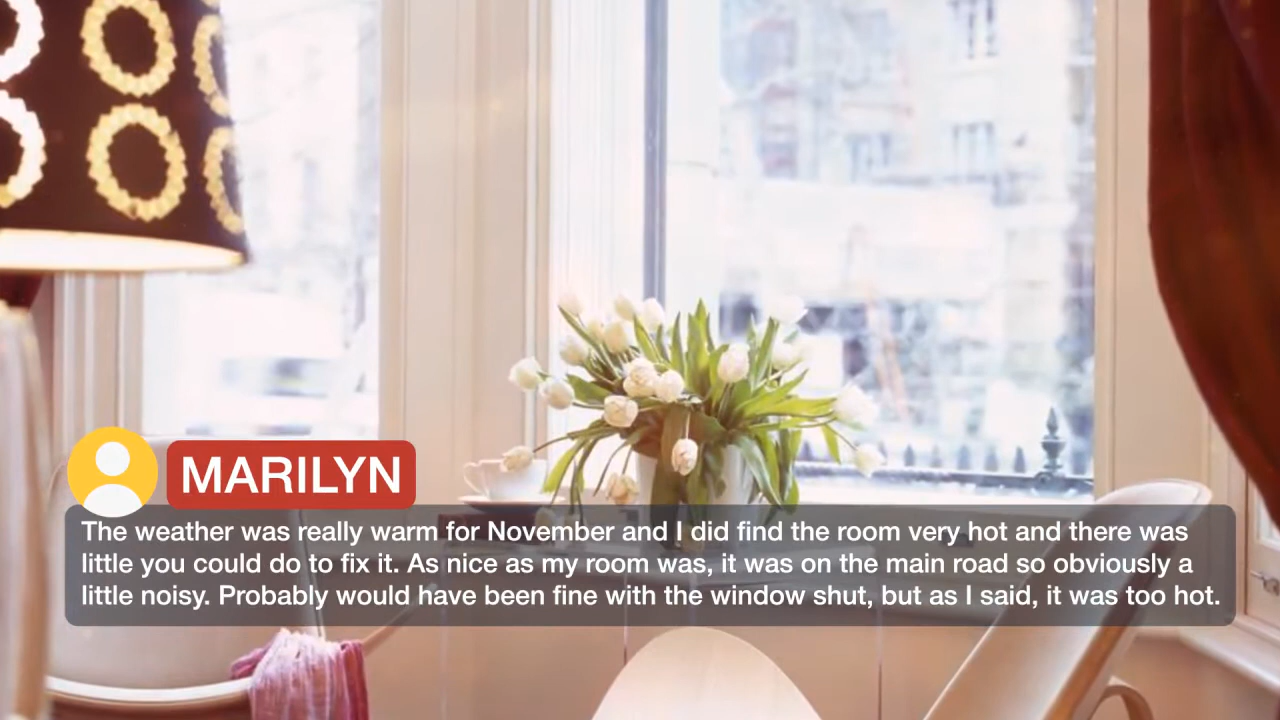 MARILYN
The weather was really warm for November and I did find the room very hot and there was
little you could do to fix it. As nice as my room was, it was on the main road so obviously a
little noisy. Probably would have been fine with the window shut, but as I said, it was too hot.